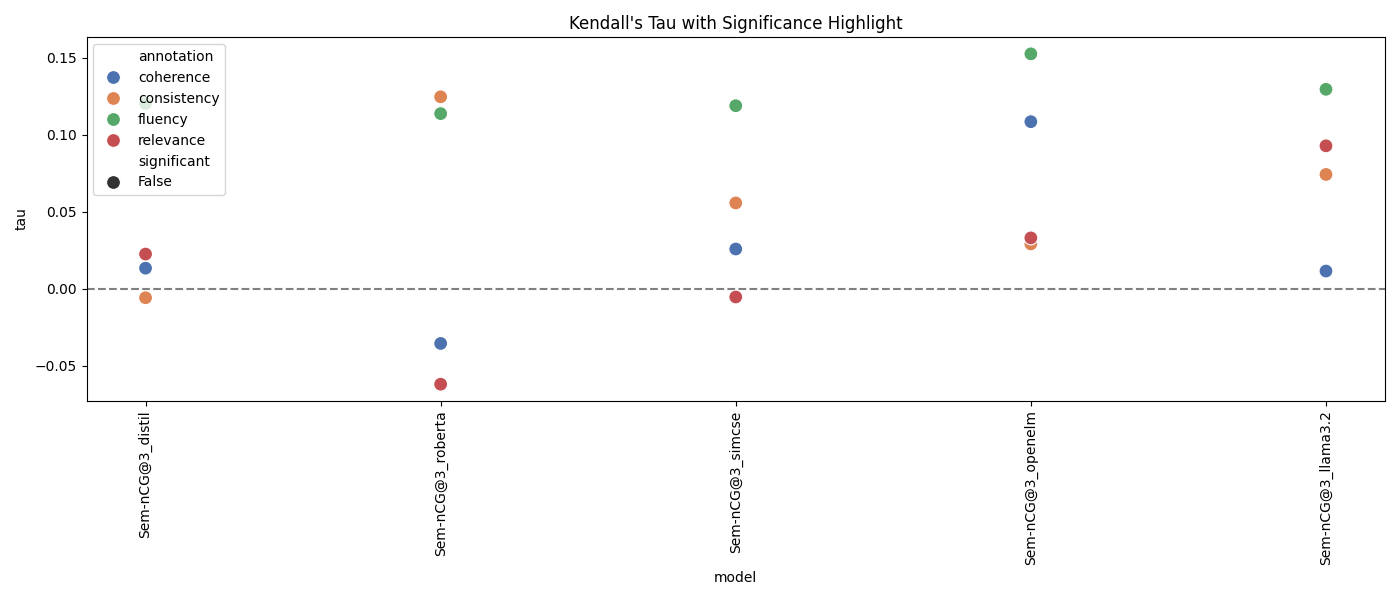 Kendall's Tau with Significance Highlight
annotation
coherence
consistency
fluency
relevance
significant
False
tau
0.15
0.10
0.05
0.00
−0.05
Sem-nCG@3_distil
Sem-nCG@3_roberta
Sem-nCG@3_simcse
Sem-nCG@3_openelm
Sem-nCG@3_llama3.2
model